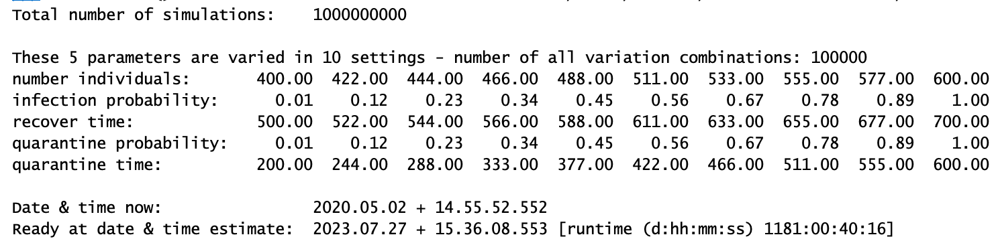 Total number of simulations: 1000000000
These 5 parameters are varied in 10 settings - number of all variation combinations: 100000
number individuals: 400.00 422.00 444.00 466.00 488.00 511.00 533.00 555.00 577.00 600.00
infection probability: 0.01 0.12 0.23 0.34 0.45 0.56 0.67 0.78 0.89 1.00
recover time: 500.00 522.00 544.00 566.00 588.00 611.00 633.00 655.00 677.00 700.00
quarantine probability: 0.01 0.12 0.23 0.34 0.45 0.56 0.67 0.78 0.89 1.00
quarantine time: 200.00 244.00 288.00 333.00 377.00 422.00 466.00 511.00 555.00 600.00
Date & time now: 2020.05.02 + 14.55.52.552
Ready at date & time estimate: 2023.07.27 + 15.36.08.553 [runtime (d:hh:mm:ss) 1181:00:40:16]